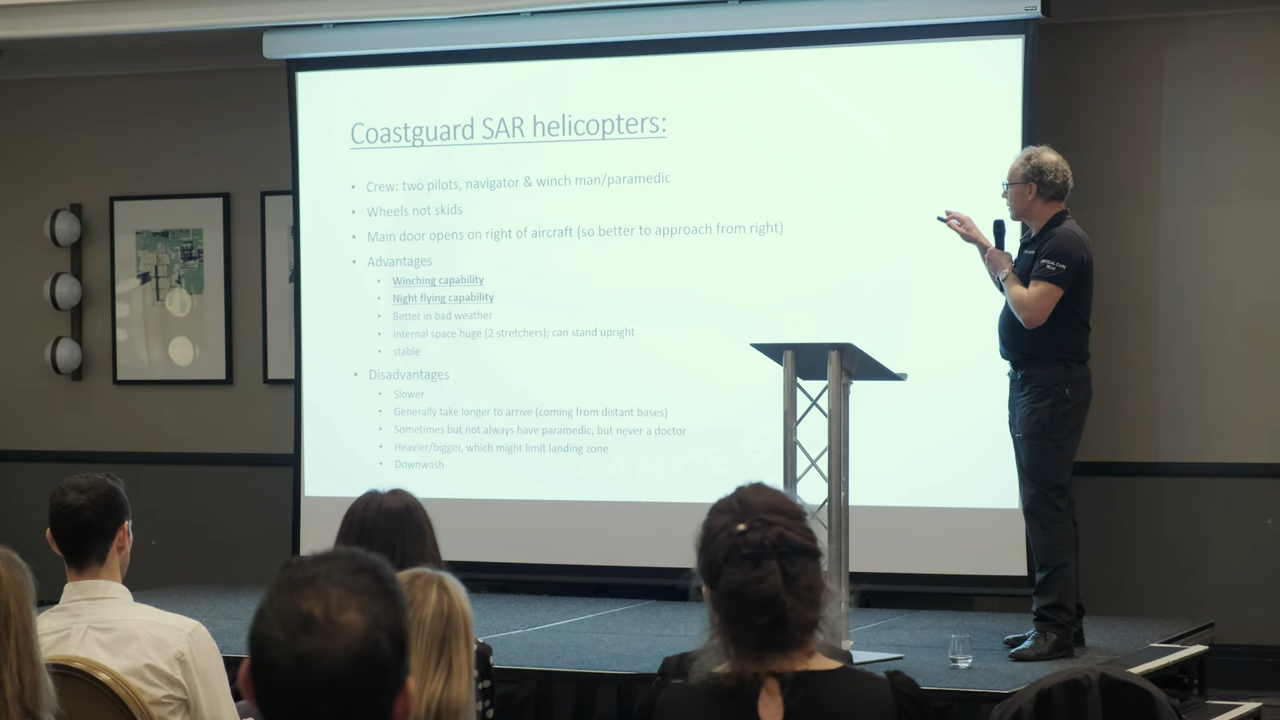 Coastguard SAR helicopters:
• Crew: two pilots, navigator & winch man/paramedic
• Wheels not skids
• Main door opens on right of aircraft (so better to approach from right)
• Advantages
• Winching capability
• Night flying capability
• Better in bad weather
• Internal space huge (2 stretchers); can stand upright
• stable
• Disadvantages
• Slower
• Generally take longer to arrive (coming from distant bases)
• Sometimes but not always have paramedic, but never a doctor
• Heavier/bigger, which might limit landing zone
• Downwash
CRITICAL CARE